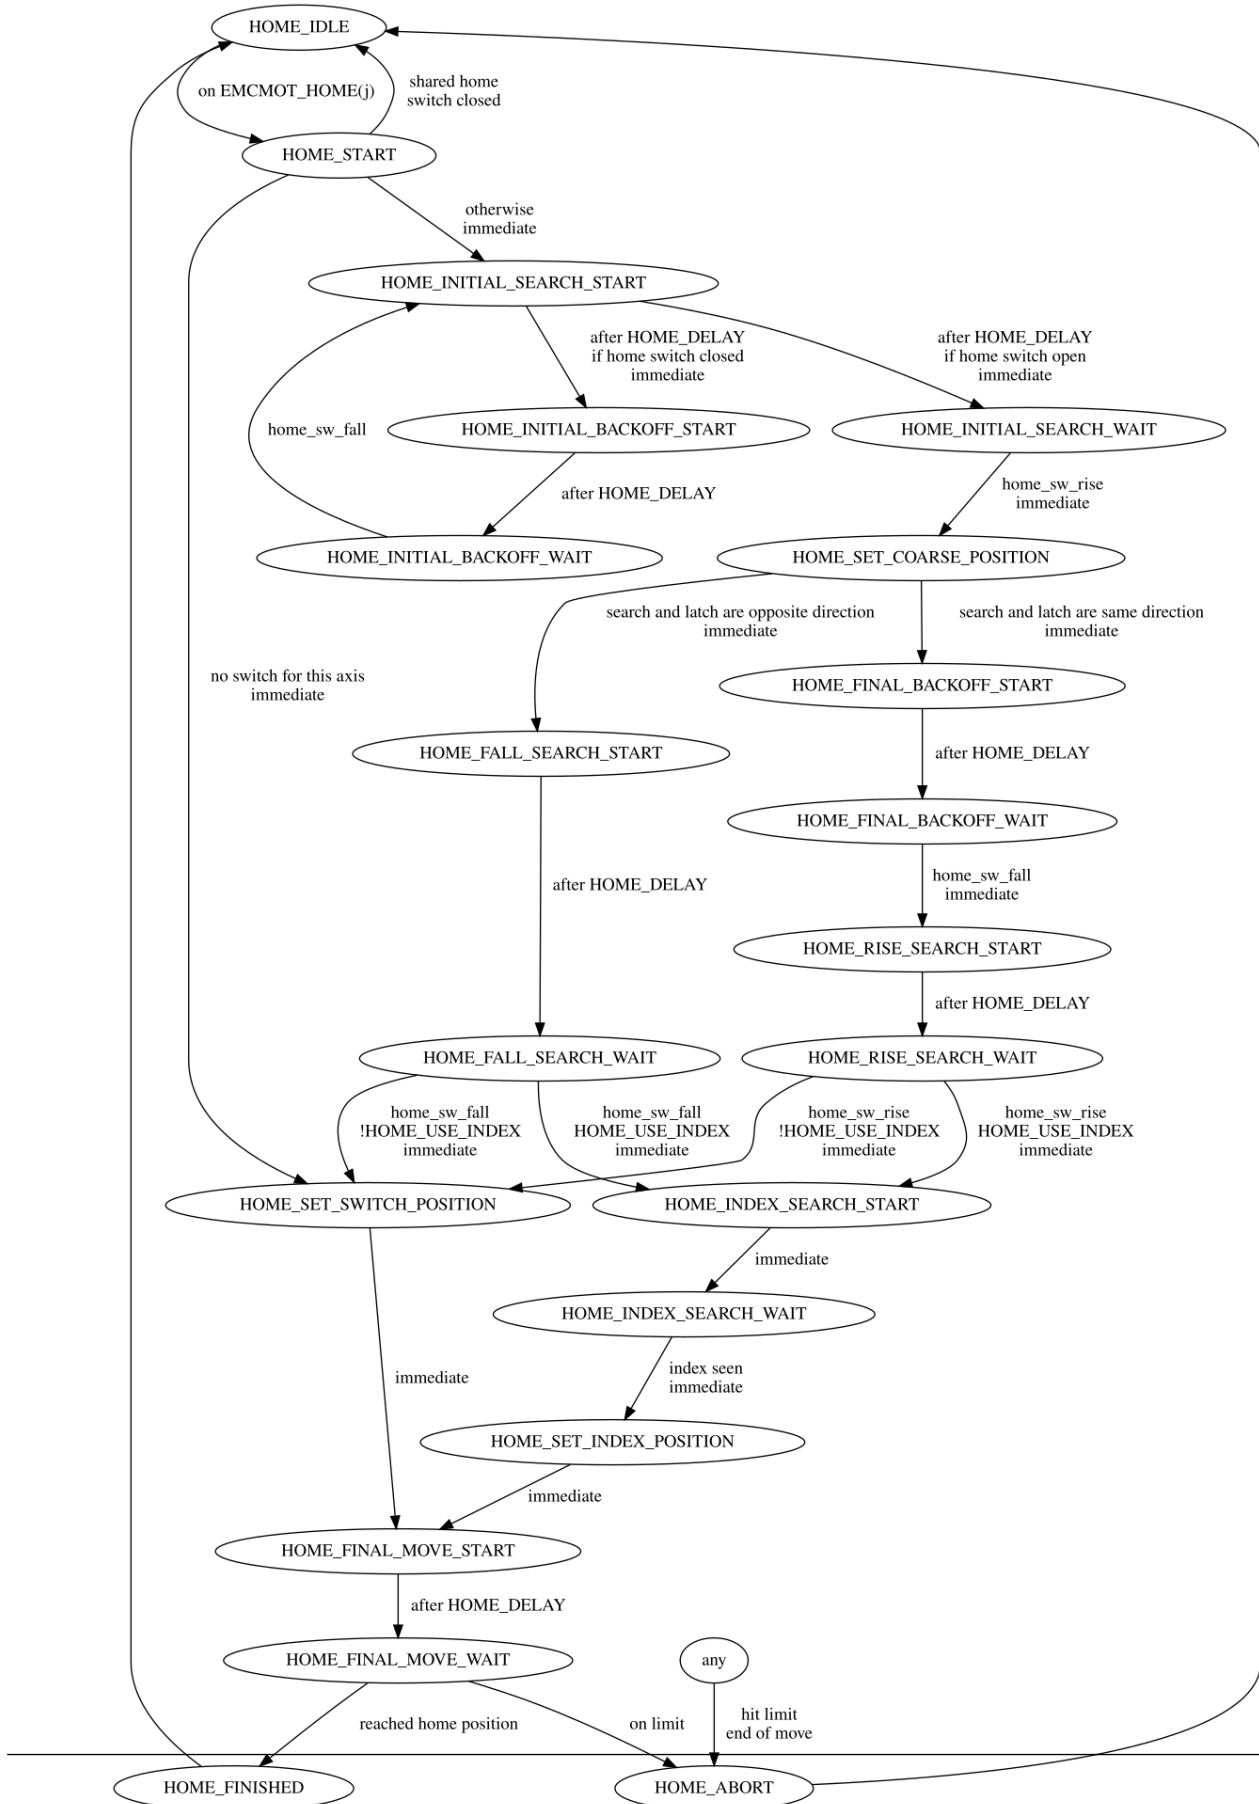 HOME_IDLE
on EMCMOT_HOME(j)
shared home
switch closed
HOME_START
otherwise
immediate
HOME_INITIAL_SEARCH_START
after HOME_DELAY
if home switch closed
immediate
after HOME_DELAY
if home switch open
immediate
home_sw_fall
HOME_INITIAL_BACKOFF_START
HOME_INITIAL_SEARCH_WAIT
after HOME_DELAY
home_sw_rise
immediate
HOME_INITIAL_BACKOFF_WAIT
HOME_SET_COARSE_POSITION
search and latch are opposite direction
immediate
search and latch are same direction
immediate
no switch for this axis
immediate
HOME_FINAL_BACKOFF_START
HOME_FALL_SEARCH_START
after HOME_DELAY
HOME_FINAL_BACKOFF_WAIT
after HOME_DELAY
home_sw_fall
immediate
HOME_RISE_SEARCH_START
after HOME_DELAY
HOME_FALL_SEARCH_WAIT
HOME_RISE_SEARCH_WAIT
home_sw_fall
!HOME_USE_INDEX
immediate
home_sw_fall
HOME_USE_INDEX
immediate
home_sw_rise
!HOME_USE_INDEX
immediate
home_sw_rise
HOME_USE_INDEX
immediate
HOME_SET_SWITCH_POSITION
HOME_INDEX_SEARCH_START
immediate
HOME_INDEX_SEARCH_WAIT
immediate
index seen
immediate
HOME_SET_INDEX_POSITION
immediate
HOME_FINAL_MOVE_START
after HOME_DELAY
HOME_FINAL_MOVE_WAIT
any
reached home position
on limit
hit limit
end of move
HOME_FINISHED
HOME_ABORT